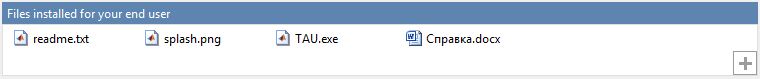 Files installed for your end user
readme.txt splash.png TAU.exe Справка.docx